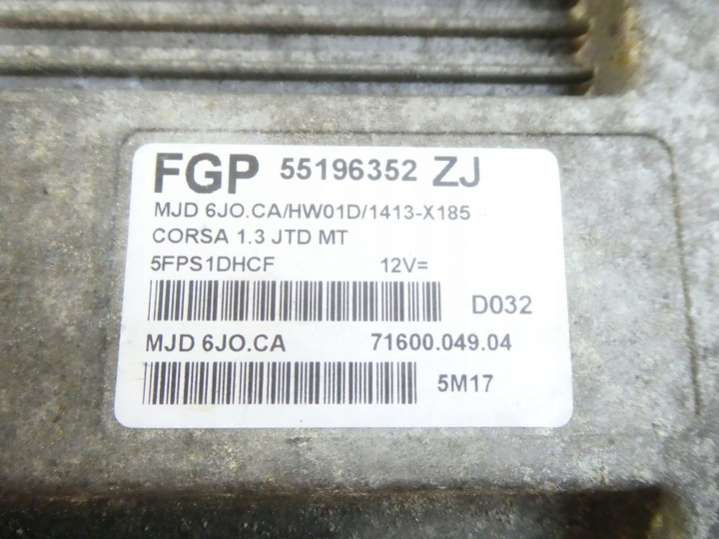 FGP 55196352 ZJ
MJD 6JO.CA/HW01D/1413-X185
CORSA 1.3 JTD MT
5FPS1DHCF 12V=
D032
MJD 6JO.CA 71600.049.04
5M17